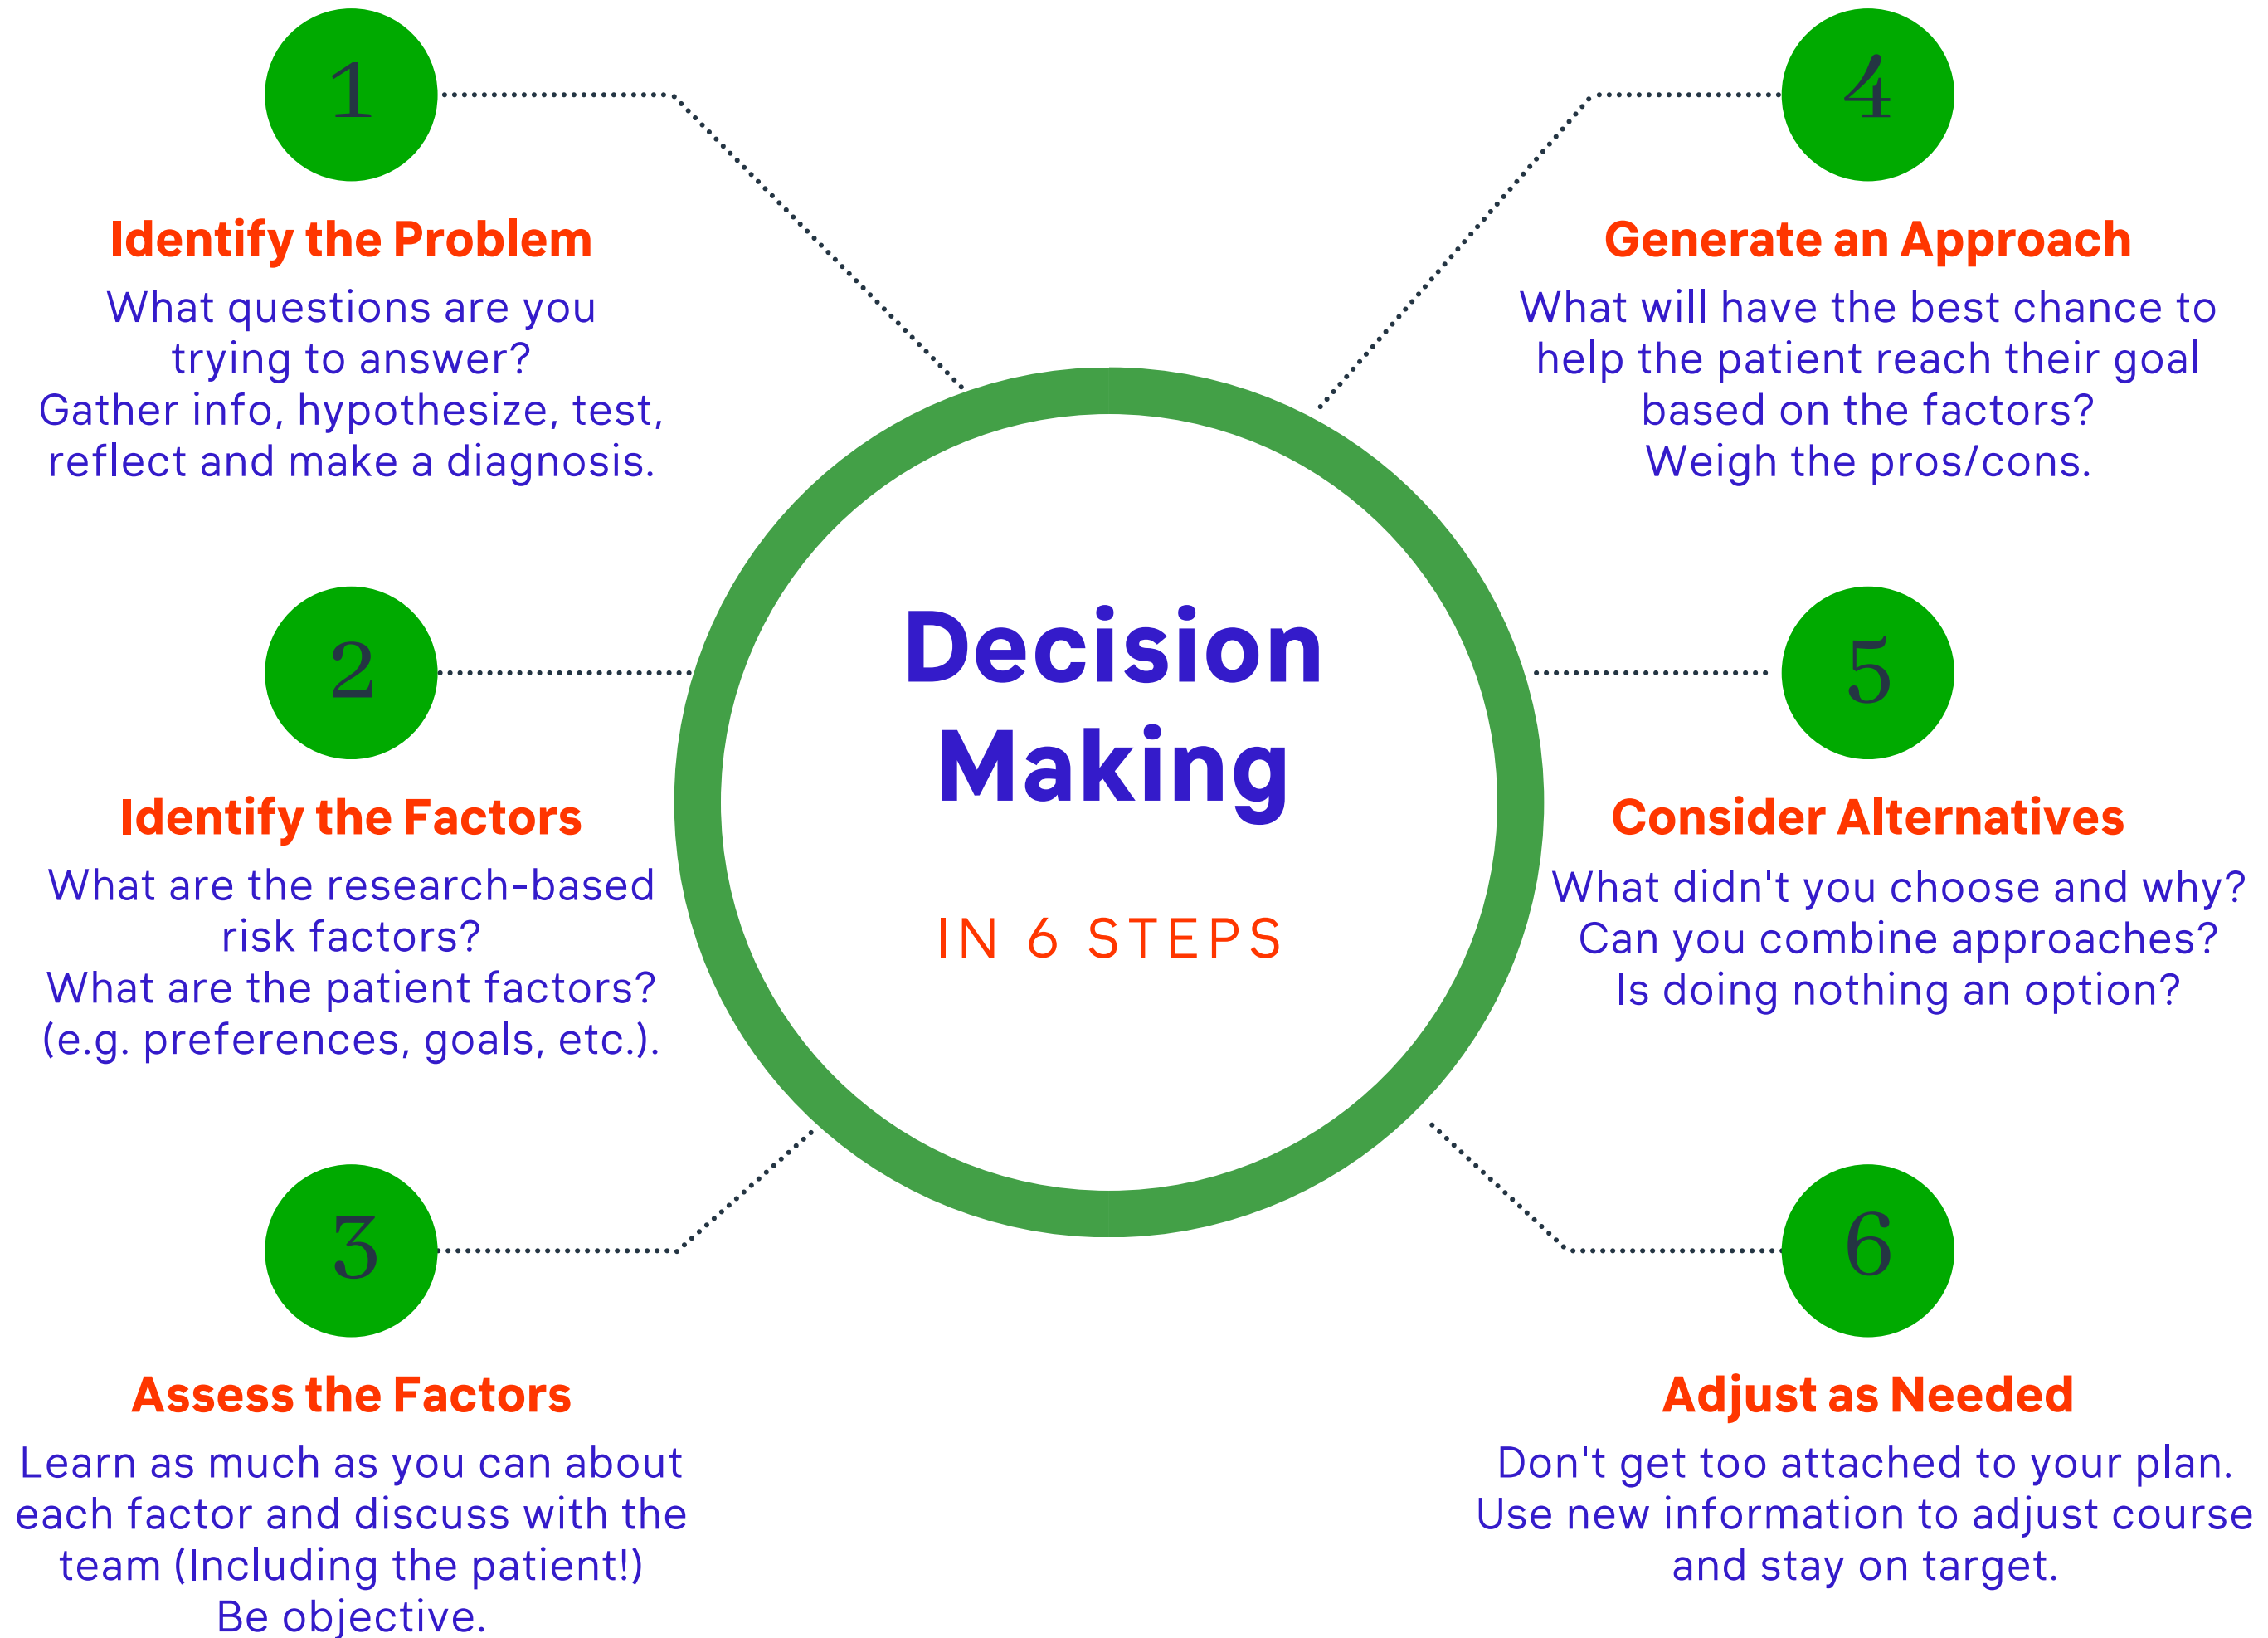 1
Identify the Problem
What questions are you
trying to answer?
Gather info, hypothesize, test,
reflect and make a diagnosis.
2
Identify the Factors
What are the research-based
risk factors?
What are the patient factors?
(e.g. preferences, goals, etc.).
3
Assess the Factors
Learn as much as you can about
each factor and discuss with the
team (Including the patient!)
Be objective.
Decision
Making
IN 6 STEPS
4
Generate an Approach
What will have the best chance to
help the patient reach their goal
based on the factors?
Weigh the pros/cons.
5
Consider Alternatives
What didn't you choose and why?
Can you combine approaches?
Is doing nothing an option?
6
Adjust as Needed
Don't get too attached to your plan.
Use new information to adjust course
and stay on target.